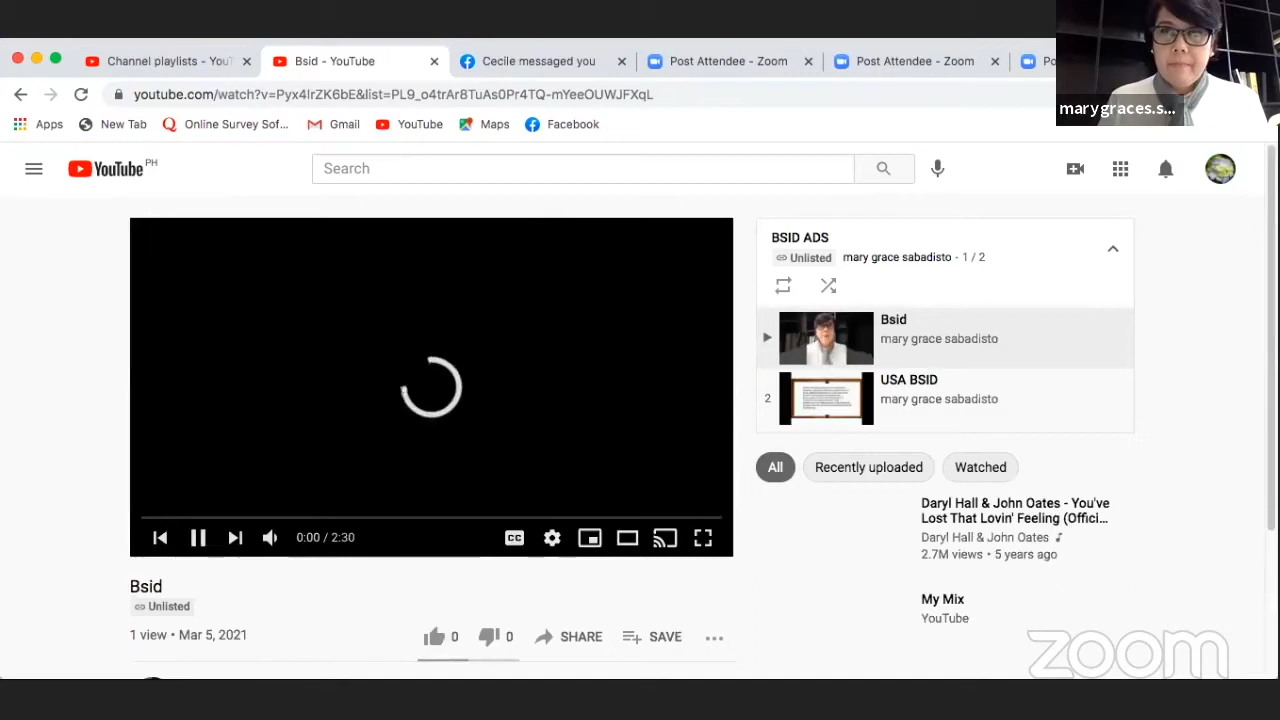 Channel playlists - YouT
Bsid - YouTube
Cecile messaged you
Post Attendee - Zoom
Post Attendee - Zoom
Po
marygraces.s...
youtube.com/watch?v=Pyx4lrZK6bE&list=PL9_o4trAr8TuAs0Pr4TQ-mYeeOUWJFXqL
Apps
New Tab
Online Survey Sof...
Gmail
YouTube
Maps
Facebook
YouTube PH
Search
BSID ADS
Unlisted
mary grace sabadisto - 1 / 2
Bsid
mary grace sabadisto
2
USA BSID
mary grace sabadisto
All
Recently uploaded
Watched
Daryl Hall & John Oates - You've
Lost That Lovin' Feeling (Offici...
Daryl Hall & John Oates
2.7M views • 5 years ago
My Mix
YouTube
CC
0:00 / 2:30
Bsid
Unlisted
1 view • Mar 5, 2021
0
0
SHARE
SAVE
zoom